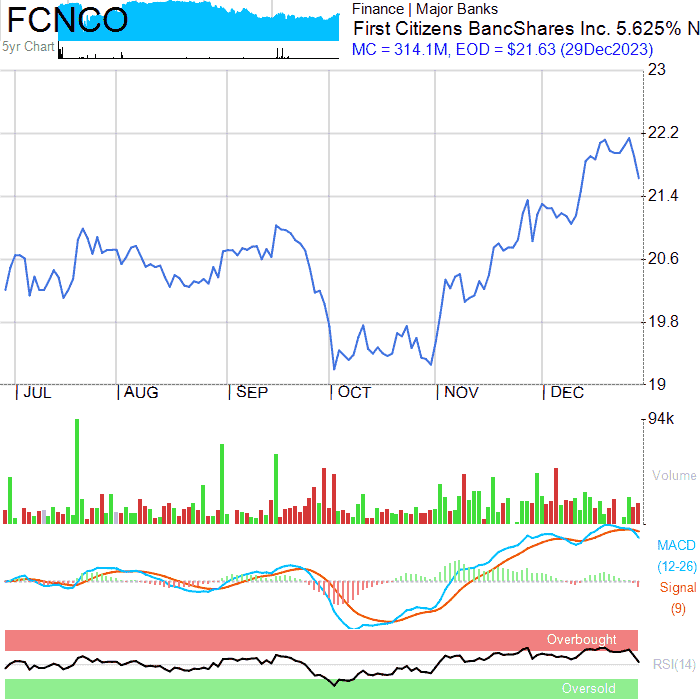 FCNCO
5yr Chart
Finance | Major Banks
First Citizens BancShares Inc. 5.625% N
MC = 314.1M, EOD = $21.63 (29Dec2023)
23
22.2
21.4
20.6
19.8
19
JUL AUG SEP OCT NOV DEC
94k
Volume
MACD
(12-26)
Signal
(9)
Overbought
RSI(14)
Oversold